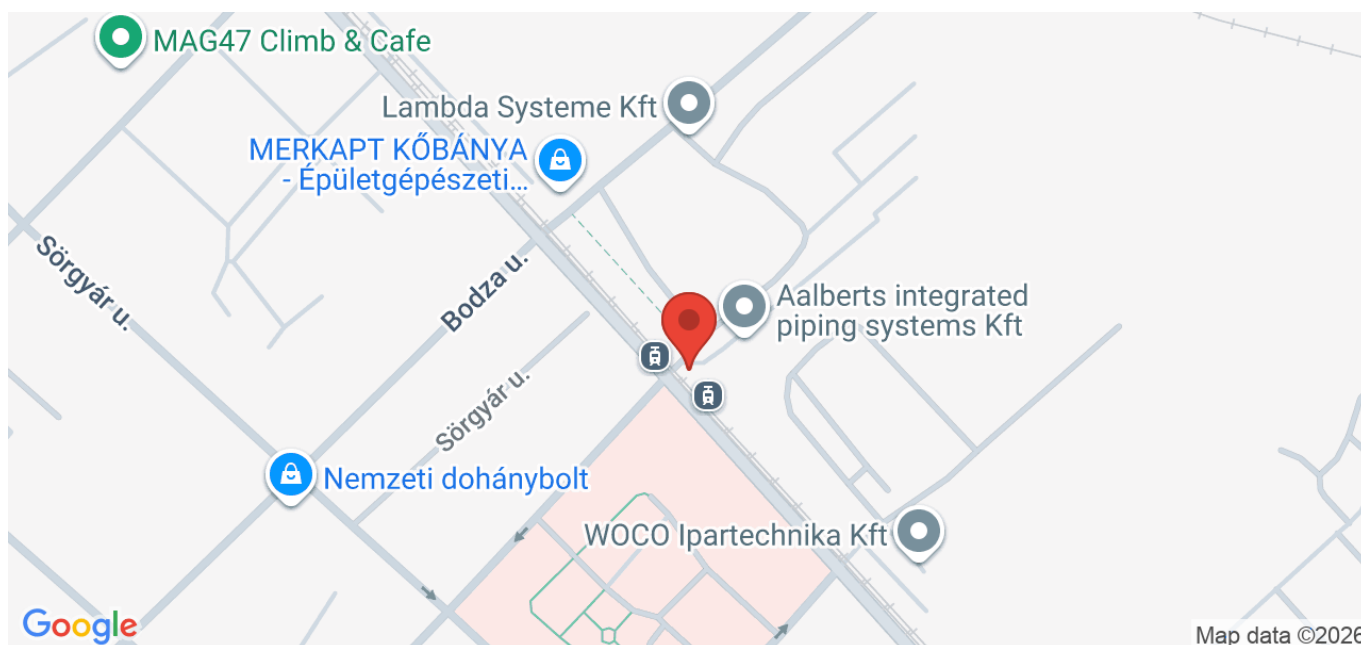 MAG47 Climb & Cafe
Lambda Systeme Kft
MERKAPT KŐBÁNYA
- Épületgépészeti...
Sörgyár u.
Bodza u.
Aalberts integrated
piping systems Kft
Sörgyár u.
Nemzeti dohánybolt
WOCO Ipartechnika Kft
Google
Map data ©2026